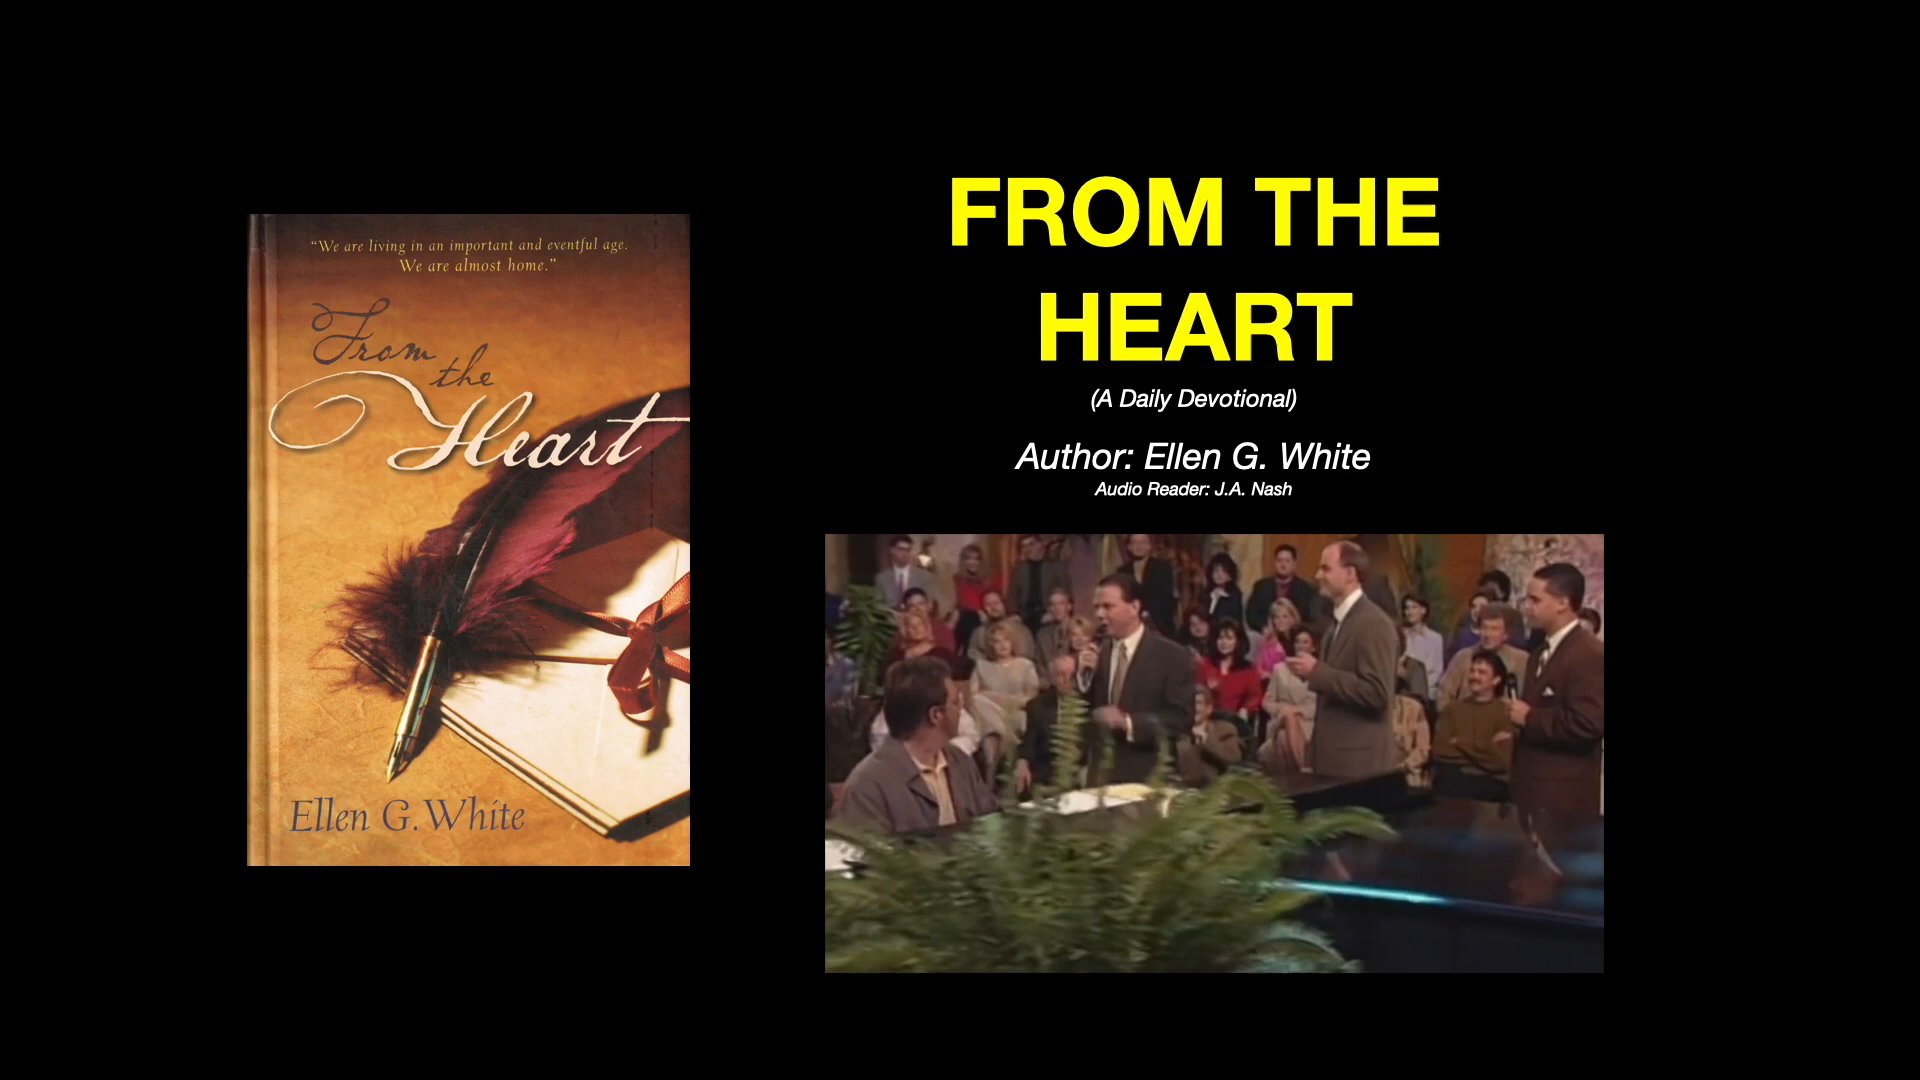 “We are living in an important and eventful age.
We are almost home.”
From
the
Heart
Ellen G. White
FROM THE
HEART
(A Daily Devotional)
Author: Ellen G. White
Audio Reader: J.A. Nash